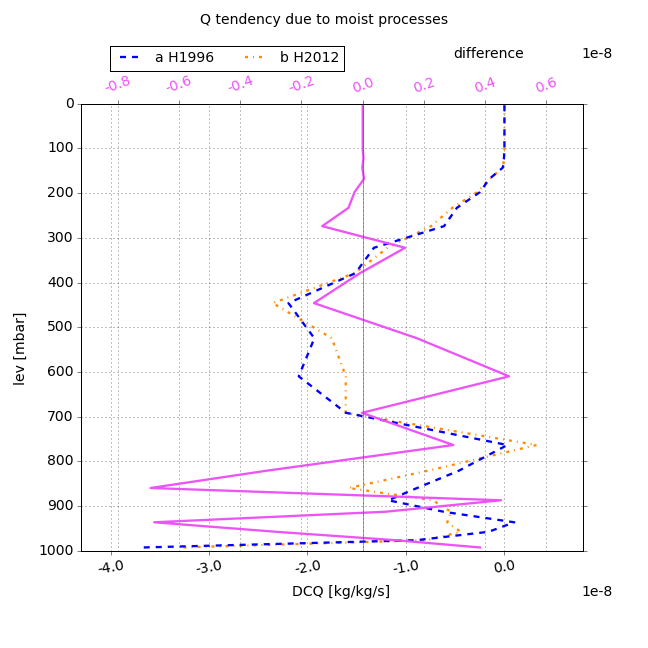 Q tendency due to moist processes
a H1996 b H2012 difference 1e-8
-0.8 -0.6 -0.4 -0.2 0.0 0.2 0.4 0.6
0
100
200
300
400
500
600
700
800
900
1000
lev [mbar]
-4.0 -3.0 -2.0 -1.0 0.0
DCQ [kg/kg/s] 1e-8